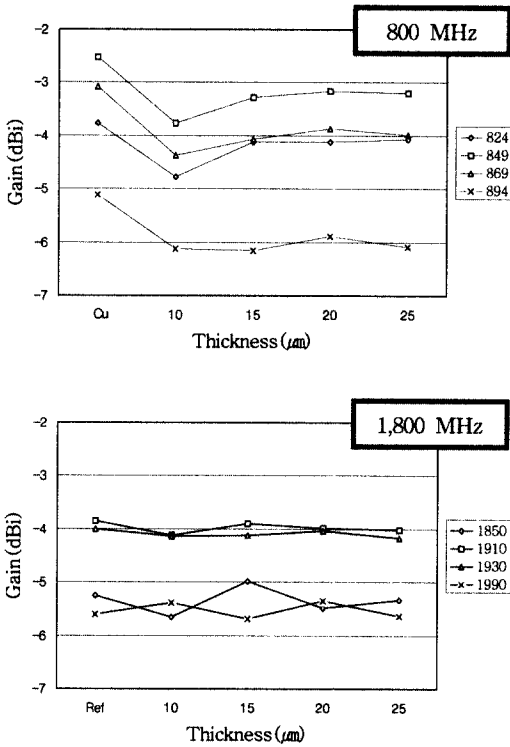 800 MHz
-2
-3
-4
-5
-6
-7
Gain (dBi)
Cu 10 15 20 25
Thickness (㎛)
824
849
869
894
1,800 MHz
-2
-3
-4
-5
-6
-7
Gain (dBi)
Ref 10 15 20 25
Thickness (㎛)
1850
1910
1930
1990